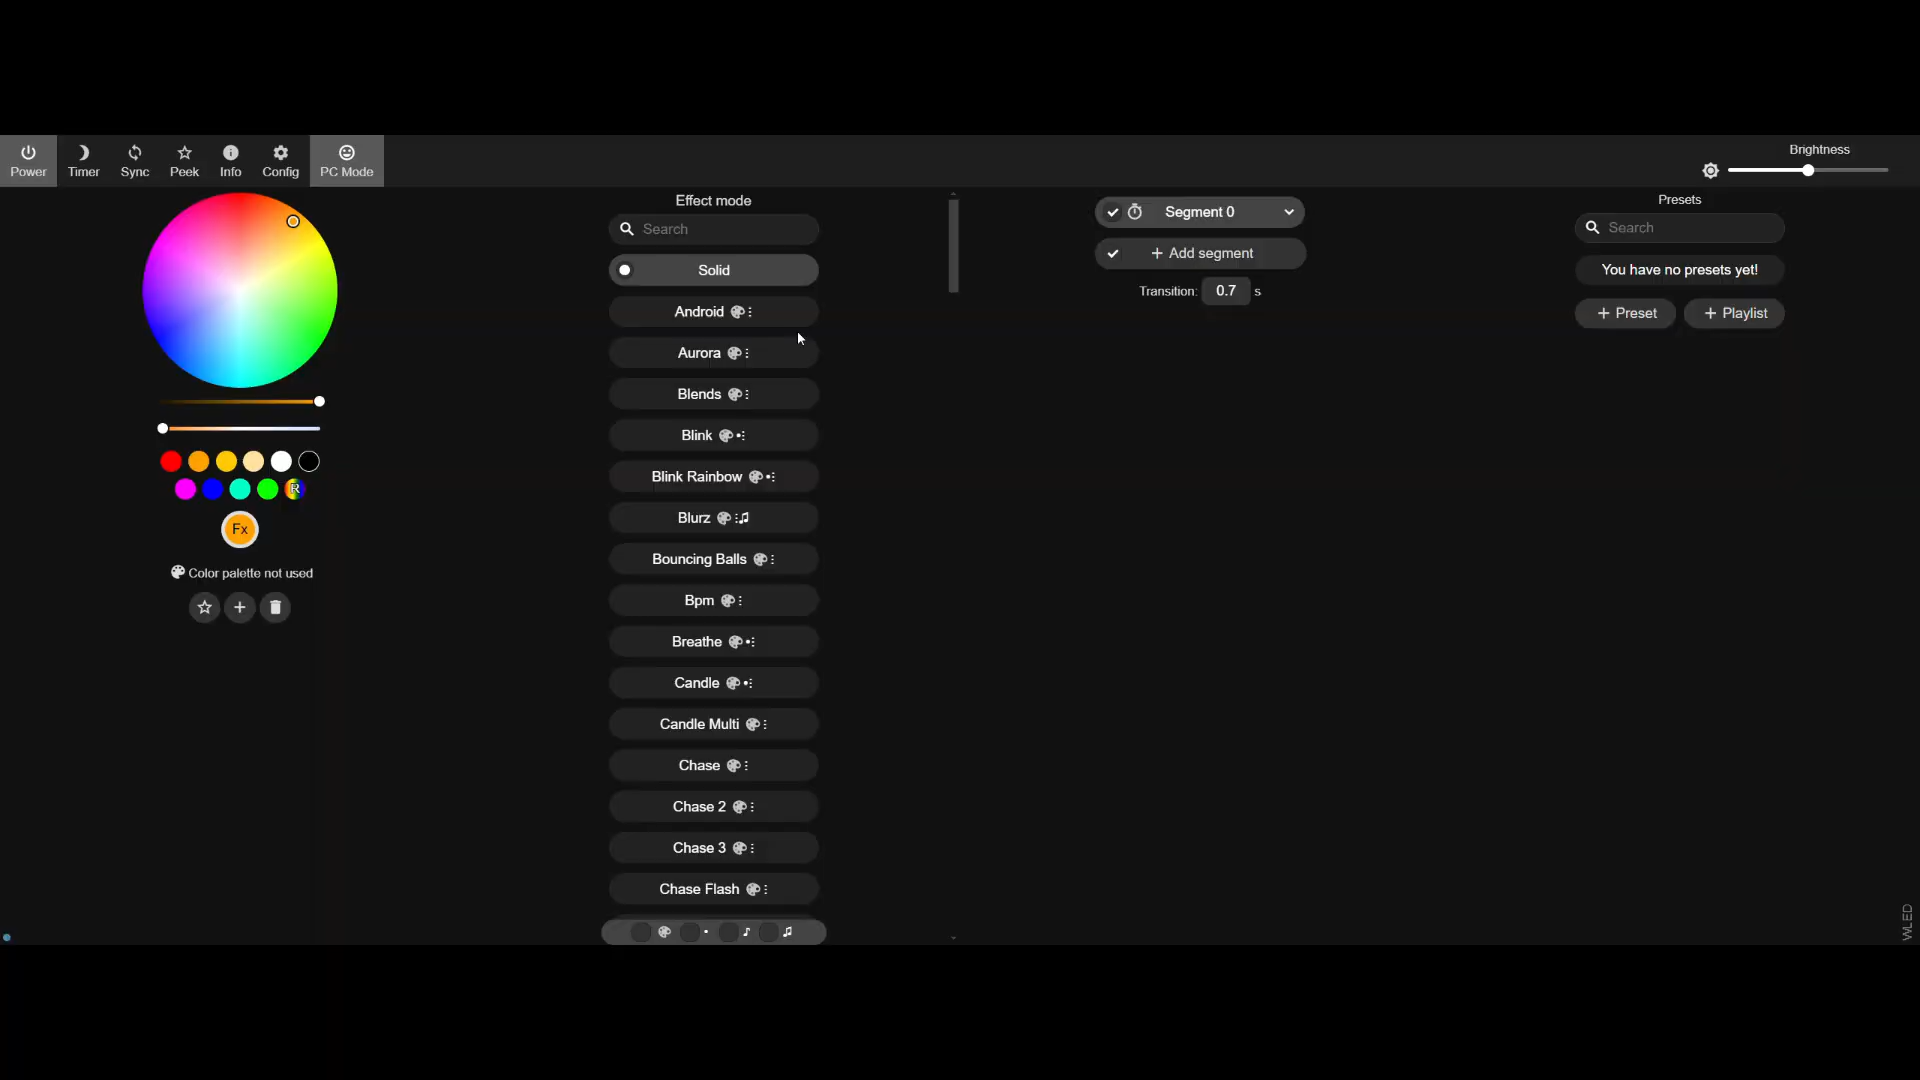 Power
Timer
Sync
Peek
Info
Config
PC Mode
Brightness
R
Fx
Color palette not used
Effect mode
Search
Solid
Android
Aurora
Blends
Blink
Blink Rainbow
Blurz
Bouncing Balls
Bpm
Breathe
Candle
Candle Multi
Chase
Chase 2
Chase 3
Chase Flash
Segment 0
+ Add segment
Transition: 0.7 s
Presets
Search
You have no presets yet!
+ Preset
+ Playlist
WLED